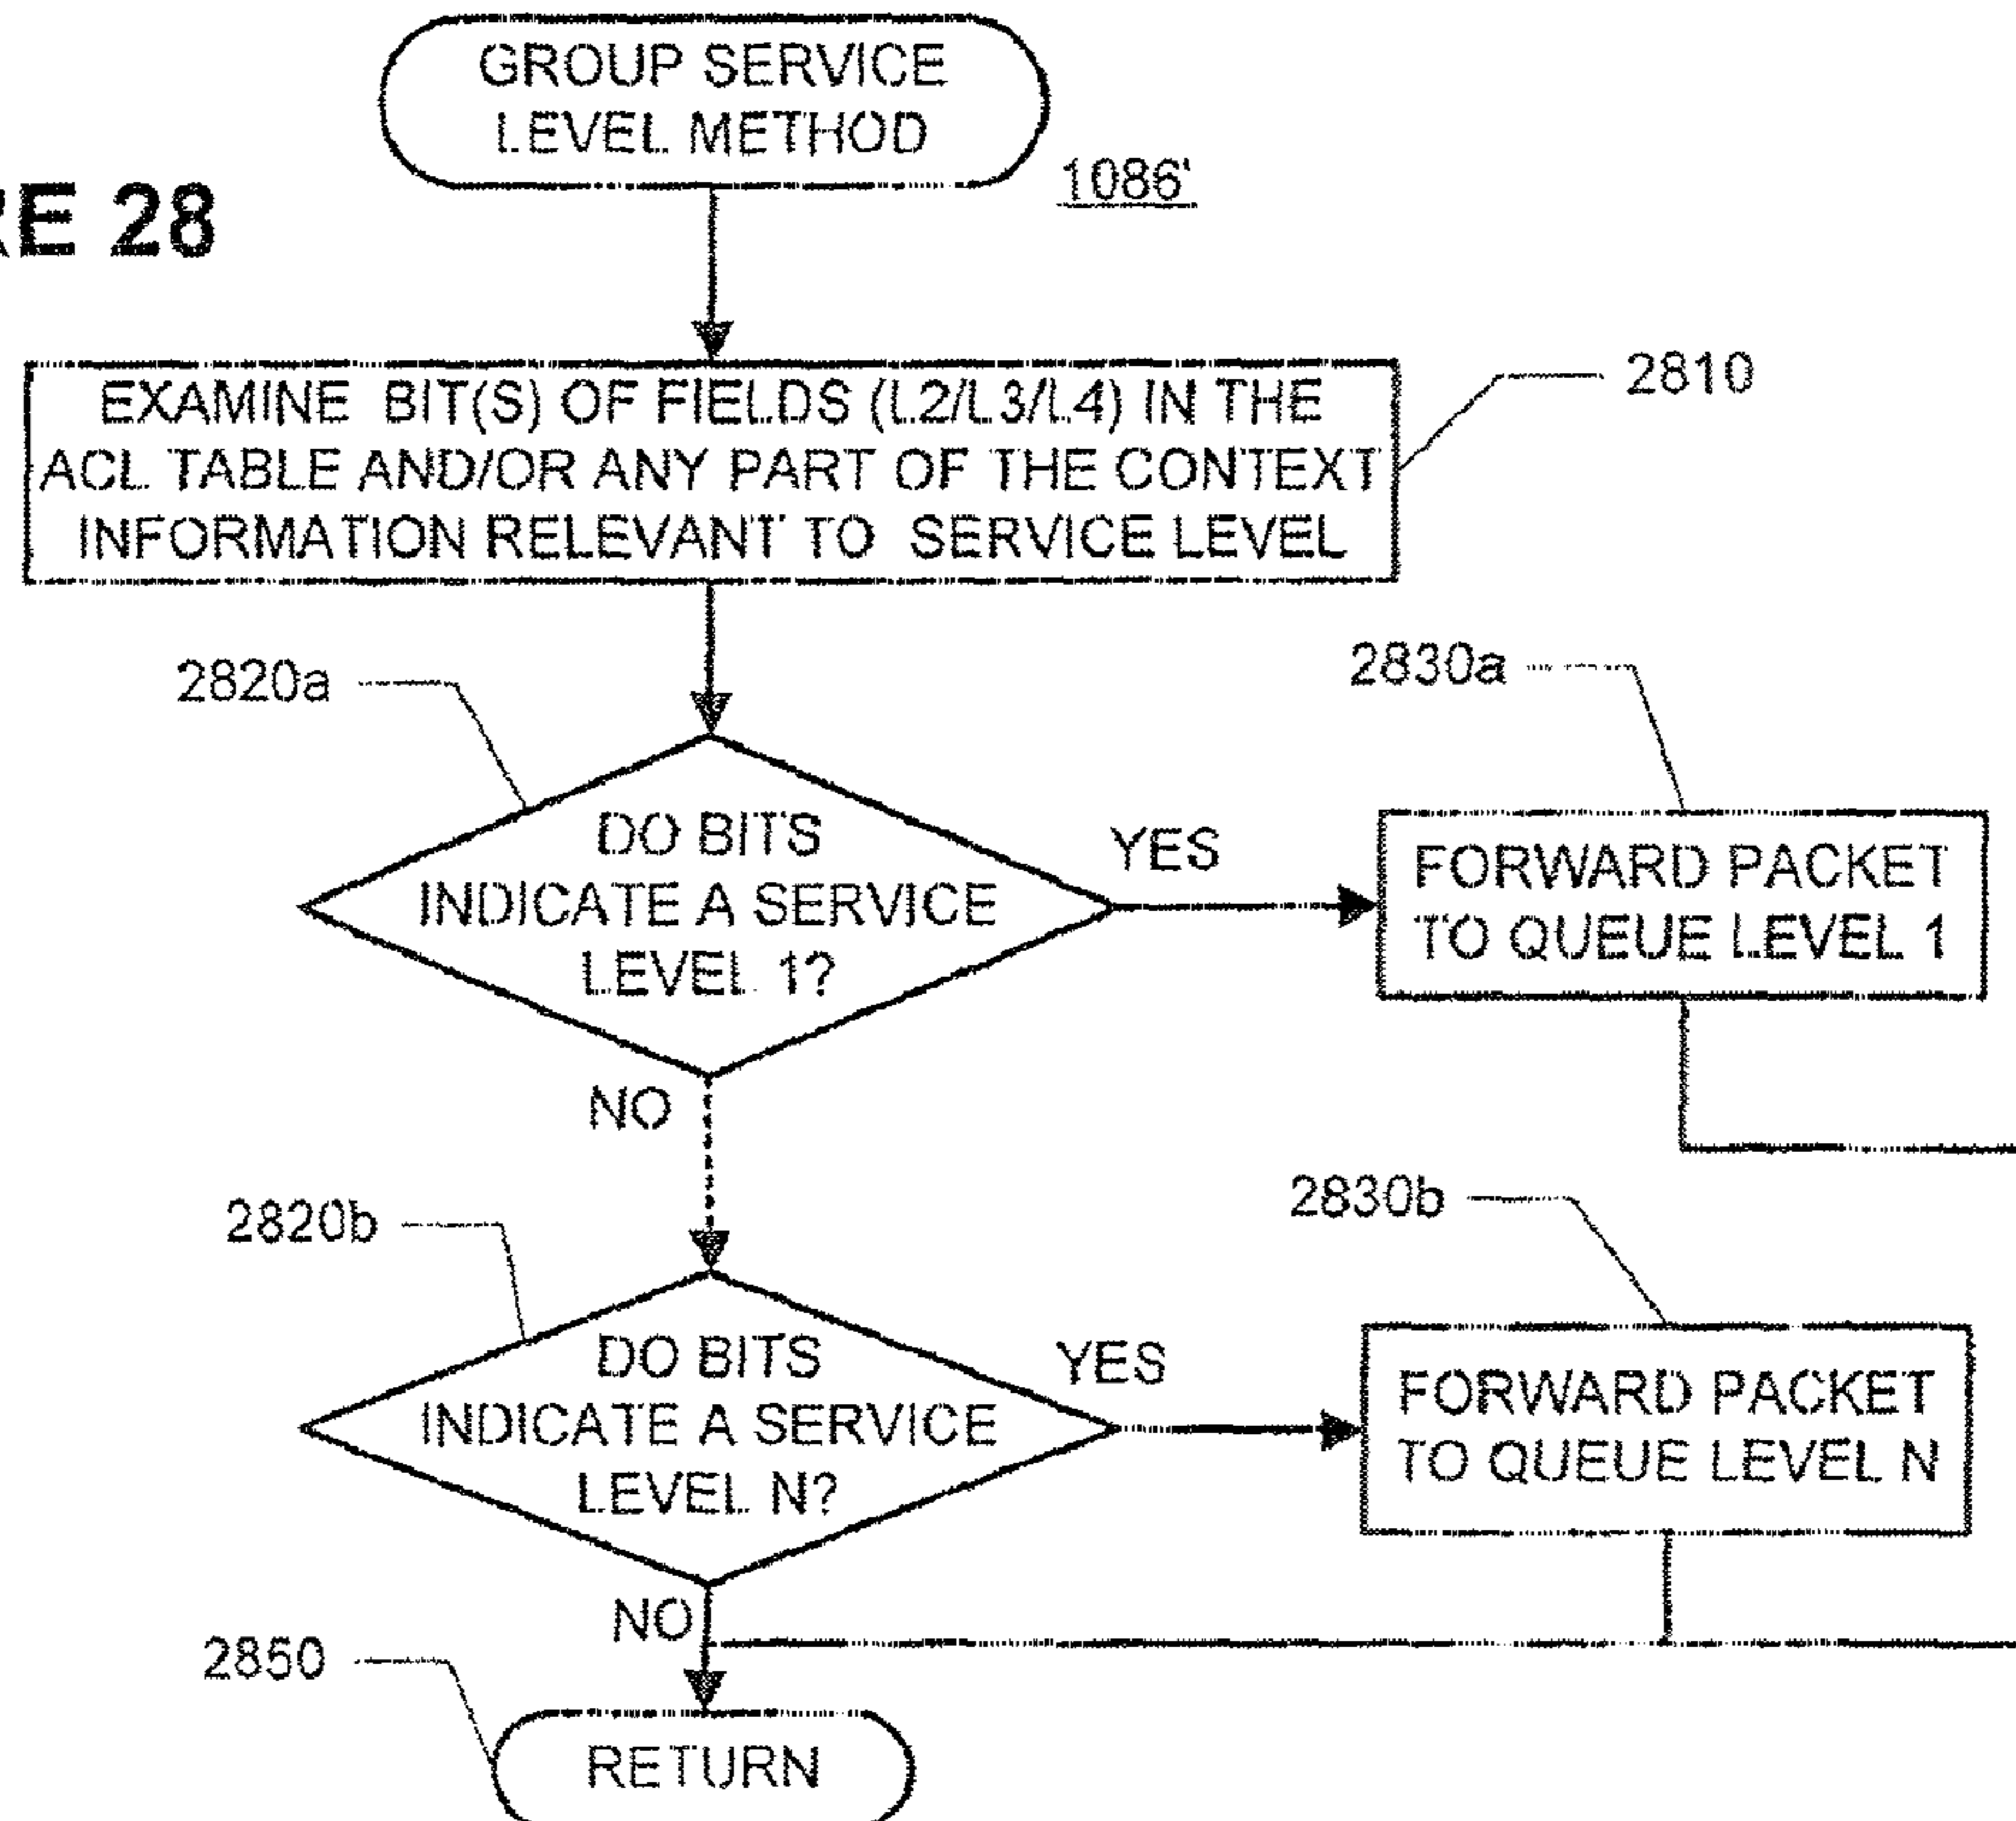 GROUP SERVICE
LEVEL METHOD
1086'
RE 28
EXAMINE BIT(S) OF FIELDS (L2/L3/L4) IN THE
ACL TABLE AND/OR ANY PART OF THE CONTEXT
INFORMATION RELEVANT TO SERVICE LEVEL
2810
2820a
2830a
DO BITS
INDICATE A SERVICE
LEVEL 1?
YES
FORWARD PACKET
TO QUEUE LEVEL 1
NO
2820b
2830b
DO BITS
INDICATE A SERVICE
LEVEL N?
YES
FORWARD PACKET
TO QUEUE LEVEL N
NO
2850
RETURN